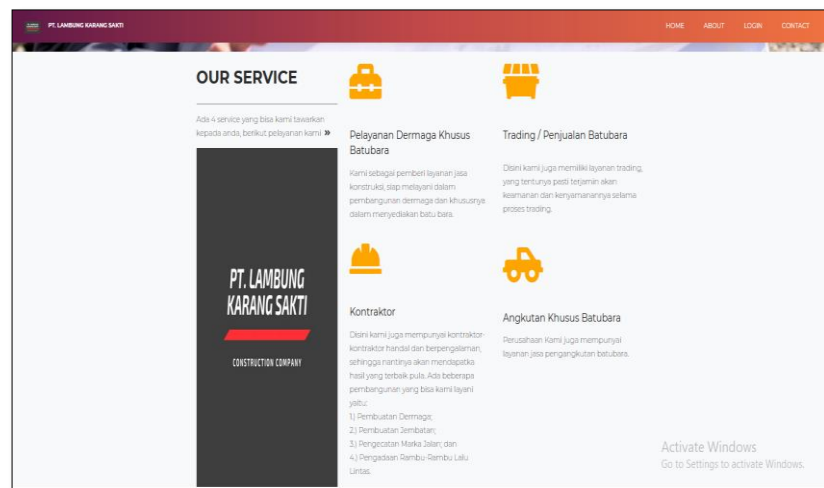 PT. LAMBUNG KARANG SAKTI
HOME ABOUT LOGIN CONTACT
OUR SERVICE
Ada 4 service yang bisa kami tawarkan
kepada anda, berikut pelayanan kami »
PT. LAMBUNG
KARANG SAKTI
CONSTRUCTION COMPANY
Pelayanan Dermaga Khusus
Batubara
Kami sebagai pemberi layanan jasa
konstruksi, siap melayani dalam
pembangunan dermaga dan khususnya
dalam menyediakan batu bara.
Trading / Penjualan Batubara
Disini kami juga memiliki layanan trading,
yang tentunya pasti terjamin akan
keamanan dan kenyamanannya selama
proses trading.
Kontraktor
Disini kami juga mempunyai kontraktor-
kontraktor handal dan berpengalaman,
sehingga nantinya akan mendapatka
hasil yang terbaik pula. Ada beberapa
pembangunan yang bisa kami layani
yaitu:
1.) Pembuatan Dermaga;
2.) Pembuatan Jembatan;
3.) Pengecatan Marka Jalan; dan
4.) Pengadaan Rambu-Rambu Lalu
Lintas.
Angkutan Khusus Batubara
Perusahaan Kami juga mempunyai
layanan jasa pengangkutan batubara.
Activate Windows
Go to Settings to activate Windows.